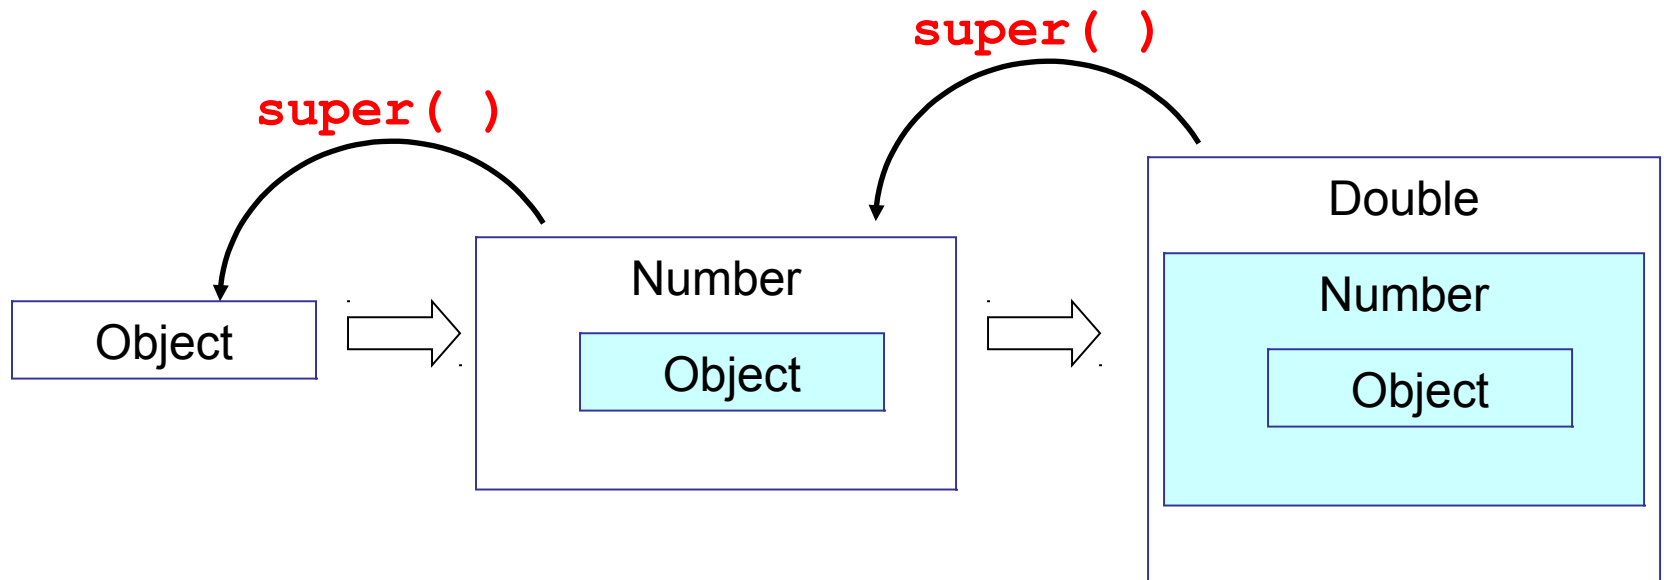 super( )
super( )
Double
Number
Number
Object
Object
Object